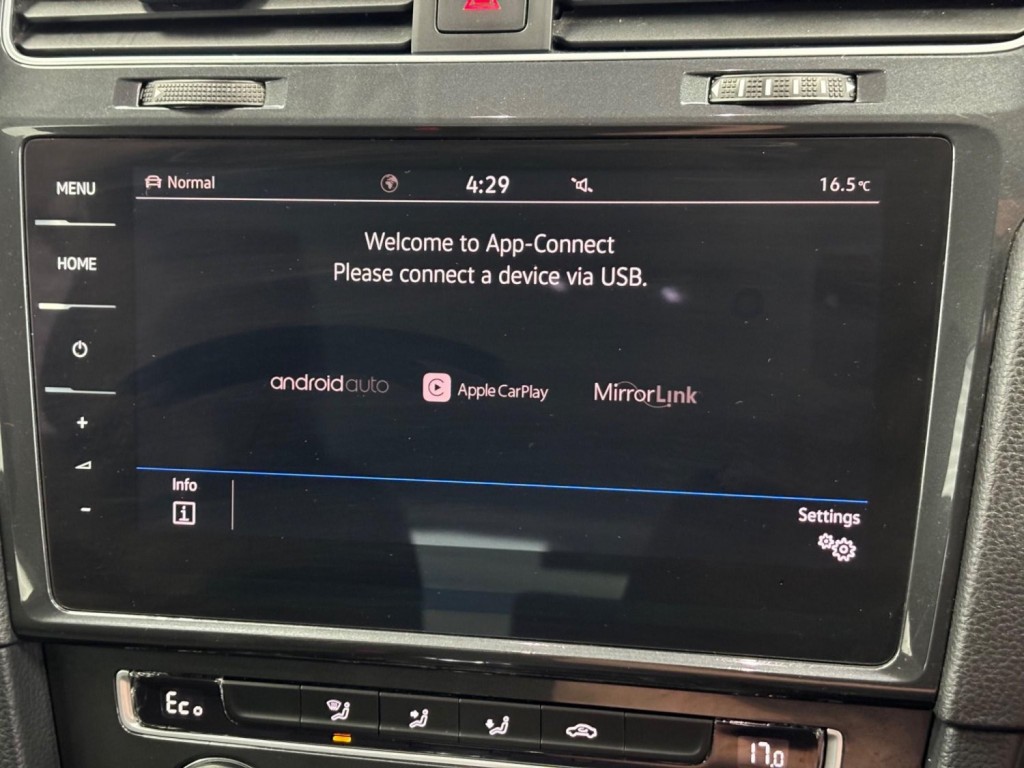 MENU
Normal
4:29
16.5°C
HOME
Welcome to App-Connect
Please connect a device via USB.
androidauto
Apple CarPlay
MirrorLink
+
-
Info
i
Settings
Eco
17.0